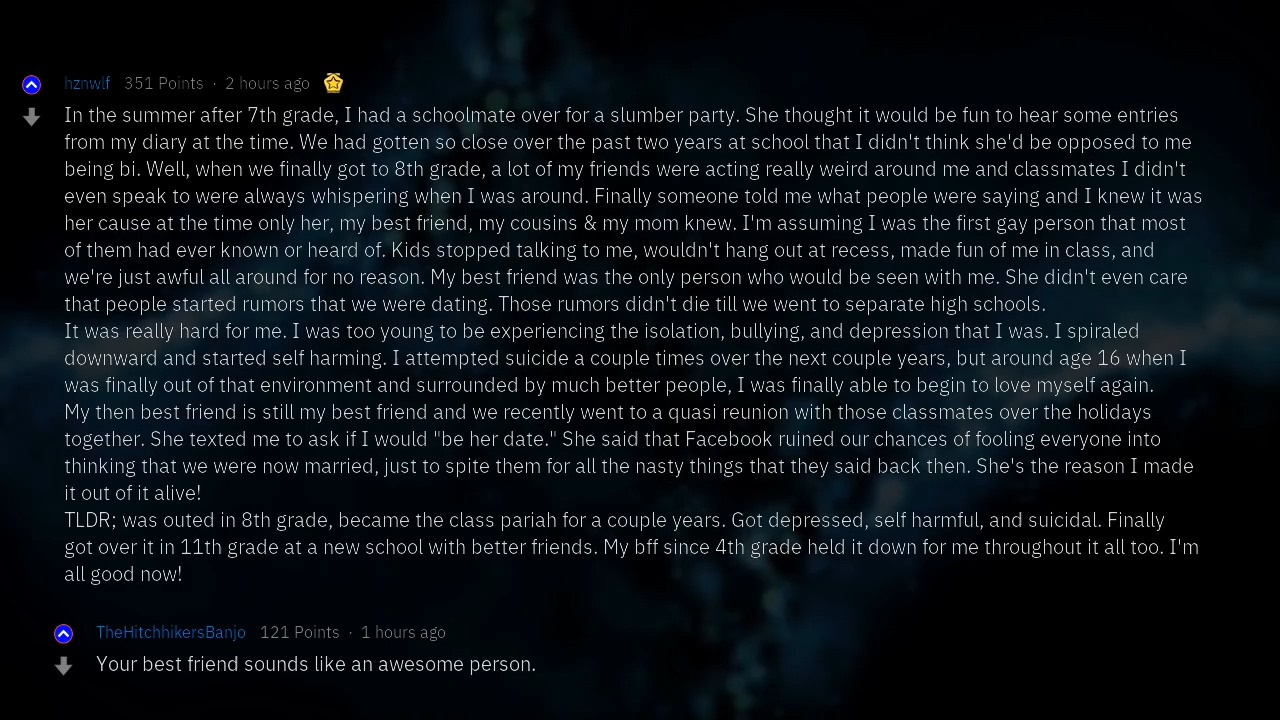 hznwlf 351 Points · 2 hours ago
In the summer after 7th grade, I had a schoolmate over for a slumber party. She thought it would be fun to hear some entries
from my diary at the time. We had gotten so close over the past two years at school that I didn't think she'd be opposed to me
being bi. Well, when we finally got to 8th grade, a lot of my friends were acting really weird around me and classmates I didn't
even speak to were always whispering when I was around. Finally someone told me what people were saying and I knew it was
her cause at the time only her, my best friend, my cousins & my mom knew. I'm assuming I was the first gay person that most
of them had ever known or heard of. Kids stopped talking to me, wouldn't hang out at recess, made fun of me in class, and
we're just awful all around for no reason. My best friend was the only person who would be seen with me. She didn't even care
that people started rumors that we were dating. Those rumors didn't die till we went to separate high schools.
It was really hard for me. I was too young to be experiencing the isolation, bullying, and depression that I was. I spiraled
downward and started self harming. I attempted suicide a couple times over the next couple years, but around age 16 when I
was finally out of that environment and surrounded by much better people, I was finally able to begin to love myself again.
My then best friend is still my best friend and we recently went to a quasi reunion with those classmates over the holidays
together. She texted me to ask if I would "be her date." She said that Facebook ruined our chances of fooling everyone into
thinking that we were now married, just to spite them for all the nasty things that they said back then. She's the reason I made
it out of it alive!
TLDR; was outed in 8th grade, became the class pariah for a couple years. Got depressed, self harmful, and suicidal. Finally
got over it in 11th grade at a new school with better friends. My bff since 4th grade held it down for me throughout it all too. I'm
all good now!
TheHitchhikersBanjo 121 Points · 1 hours ago
Your best friend sounds like an awesome person.